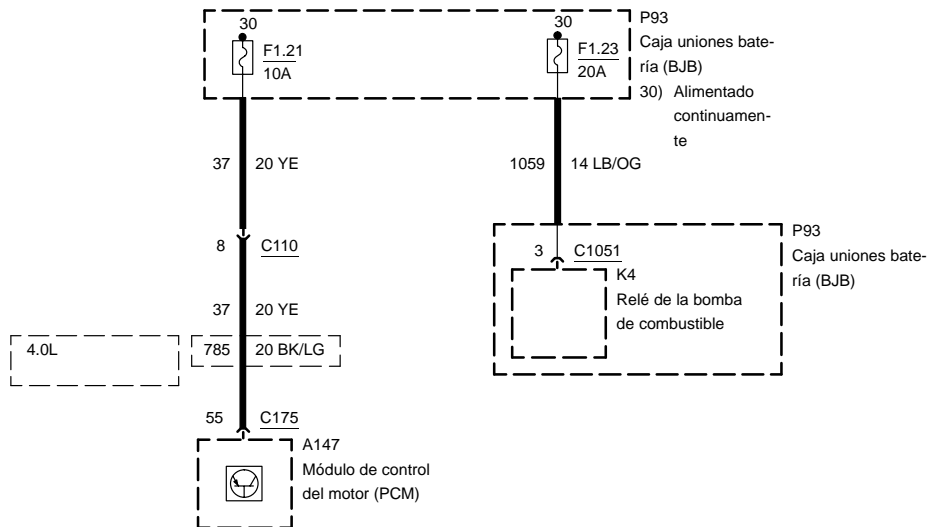 30
F1.21
10A
30
F1.23
20A
P93
Caja uniones bate-
ría (BJB)
30) Alimentado
continuamen-
te
37 20 YE
1059 14 LB/OG
8 C110
P93
Caja uniones bate-
ría (BJB)
3 C1051
K4
Relé de la bomba
de combustible
37 20 YE
4.0L
785 20 BK/LG
55 C175
A147
Módulo de control
del motor (PCM)